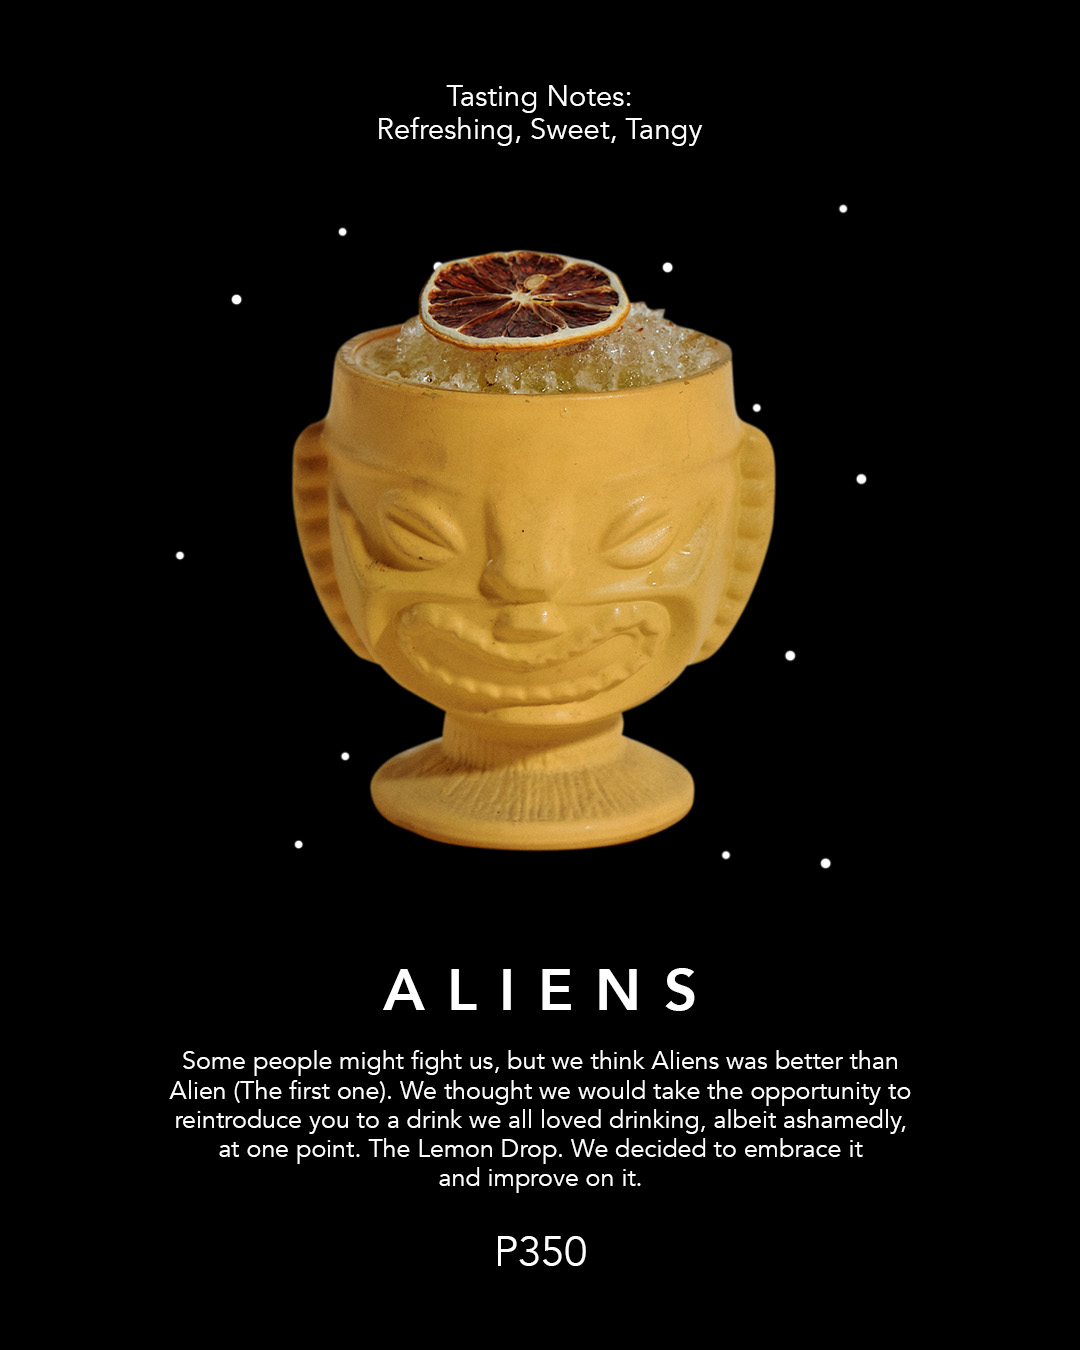 Tasting Notes:
Refreshing, Sweet, Tangy
ALIENS
Some people might fight us, but we think Aliens was better than
Alien (The first one). We thought we would take the opportunity to
reintroduce you to a drink we all loved drinking, albeit ashamedly,
at one point. The Lemon Drop. We decided to embrace it
and improve on it.
P350